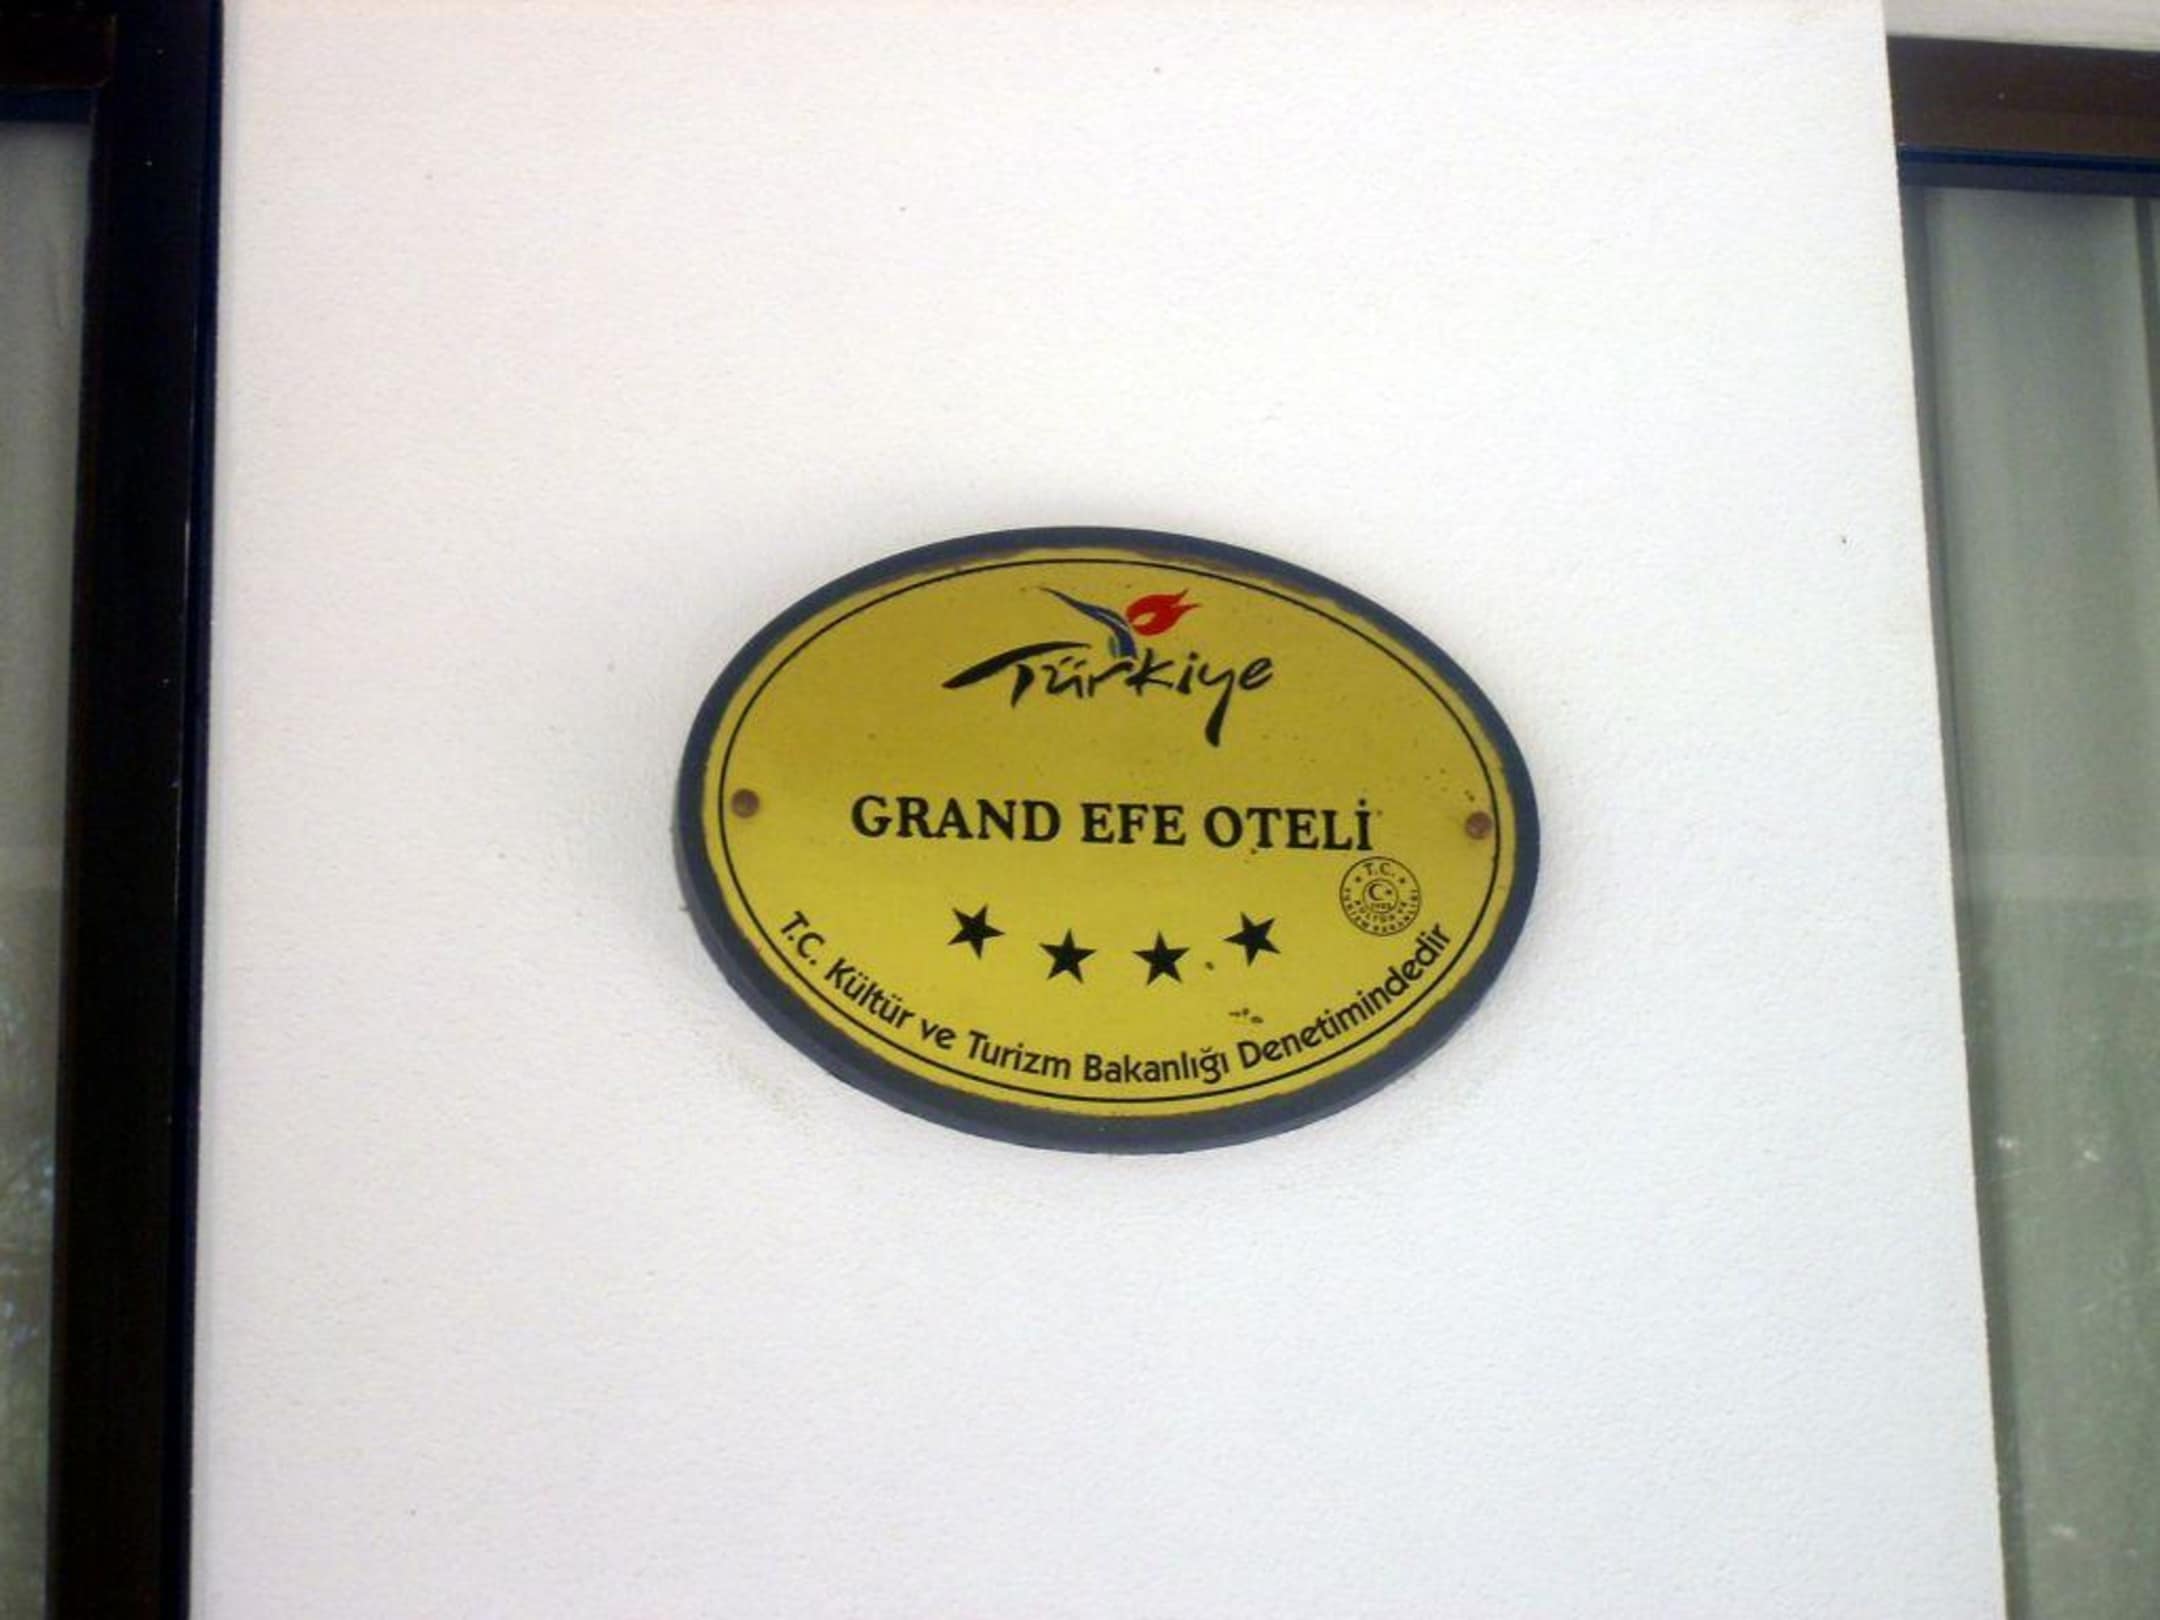 Türkiye
GRAND EFE OTELİ
T.C.
T.C. Kültür ve Turizm Bakanlığı Denetimindedir